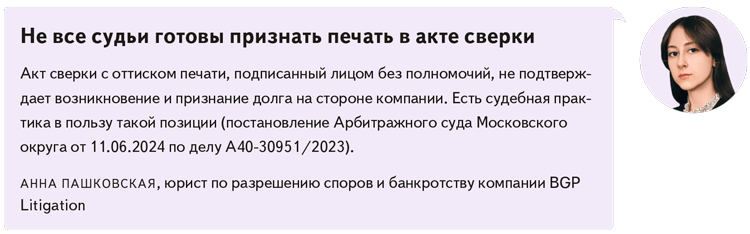 Не все судьи готовы признать печать в акте сверки
Акт сверки с оттиском печати, подписанный лицом без полномочий, не подтверж-
дает возникновение и признание долга на стороне компании. Есть судебная прак-
тика в пользу такой позиции (постановление Арбитражного суда Московского
округа от 11.06.2024 по делу А40-30951/2023).
АННА ПАШКОВСКАЯ, юрист по разрешению споров и банкротству компании BGP
Litigation